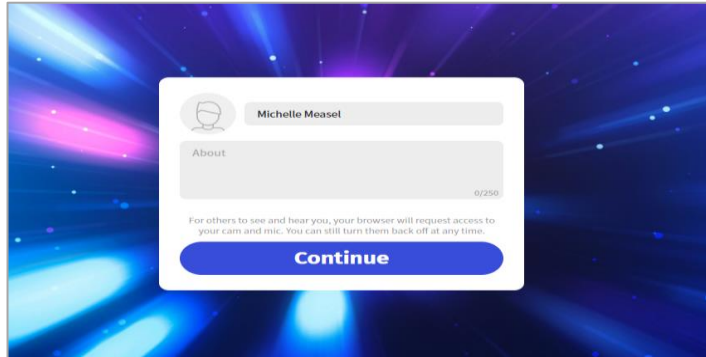 Michelle Measel
About
0/250
For others to see and hear you, your browser will request access to
your cam and mic. You can still turn them back off at any time.
Continue